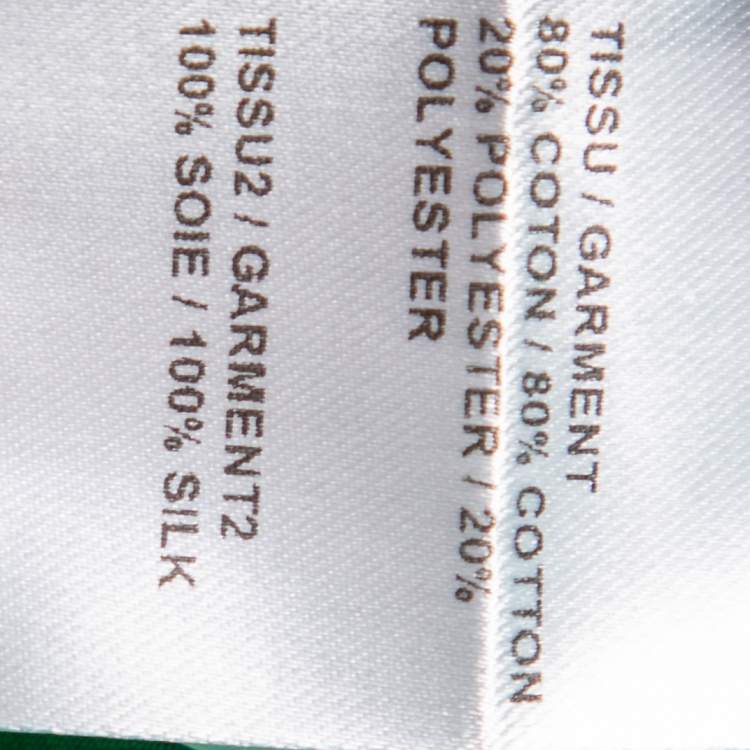 TISSU / GARMENT
80% COTON / 80% COTTON
20% POLYESTER / 20%
POLYESTER
TISSU2 / GARMENT2
100% SOIE / 100% SILK